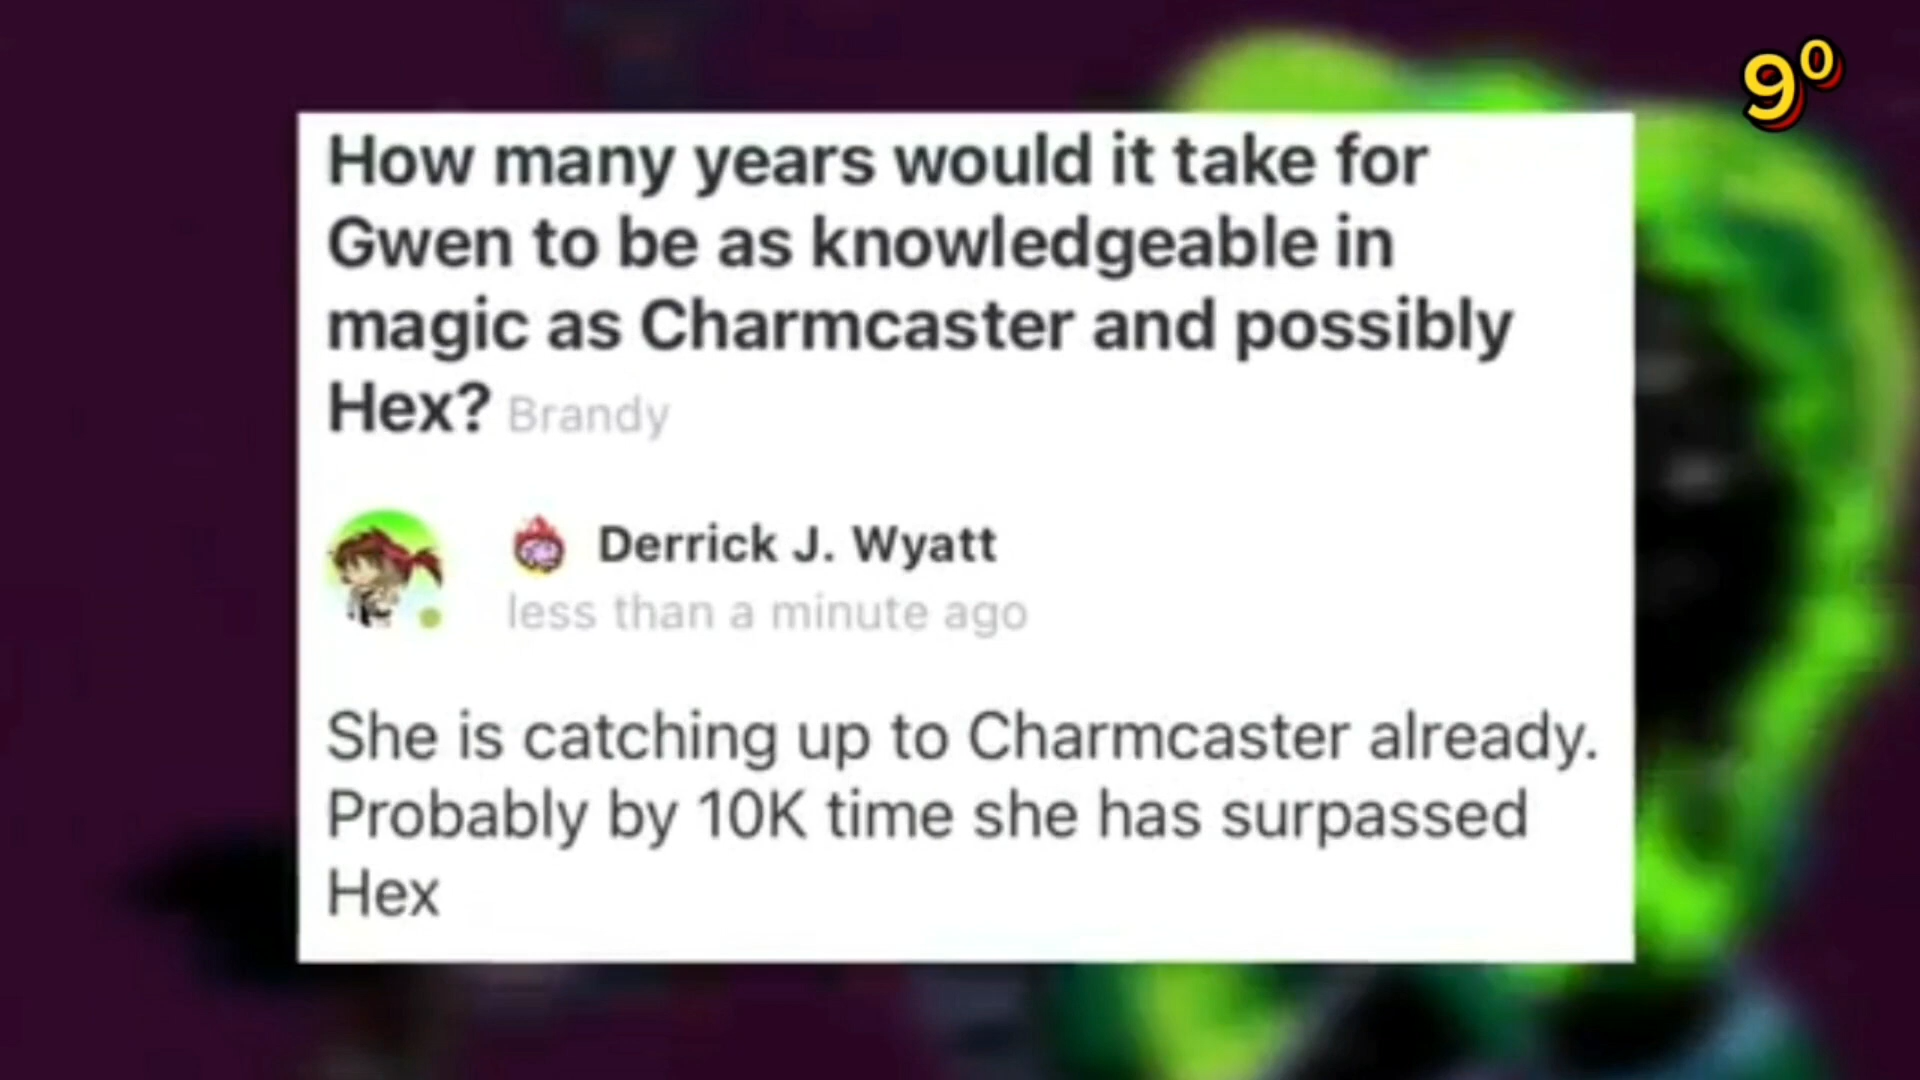 9º
How many years would it take for
Gwen to be as knowledgeable in
magic as Charmcaster and possibly
Hex? Brandy
Derrick J. Wyatt
less than a minute ago
She is catching up to Charmcaster already.
Probably by 10K time she has surpassed
Hex